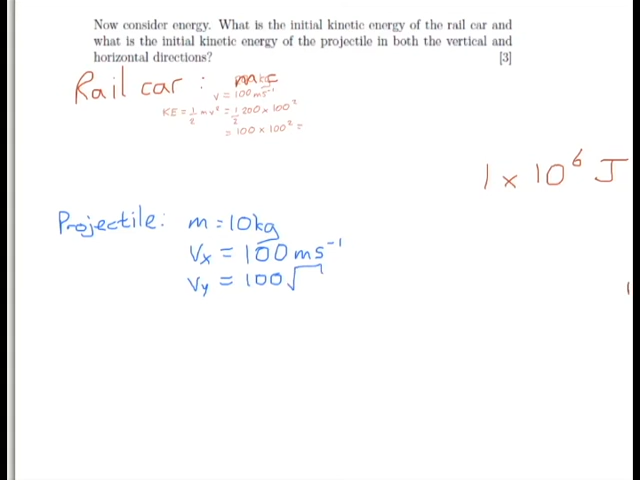 Now consider energy. What is the initial kinetic energy of the rail car and
what is the initial kinetic energy of the projectile in both the vertical and
horizontal directions? [3]
Rail car :
v = 100 ms⁻¹
KE = 1/2 mv² = 1/2 200 × 100²
= 100 × 100² =
1 × 10⁶ J
Projectile: m = 10kg
Vx = 100 ms⁻¹
Vy = 100√